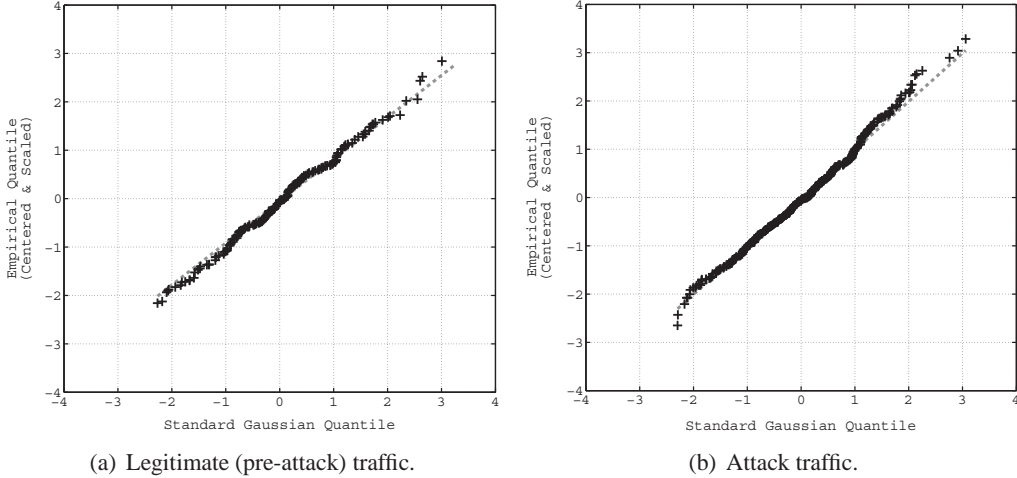 4
3
2
1
0
−1
−2
−3
−4
Empirical Quantile
(Centered & Scaled)
−4 −3 −2 −1 0 1 2 3 4
Standard Gaussian Quantile
(a) Legitimate (pre-attack) traffic.
4
3
2
1
0
−1
−2
−3
−4
Empirical Quantile
(Centered & Scaled)
−4 −3 −2 −1 0 1 2 3 4
Standard Gaussian Quantile
(b) Attack traffic.